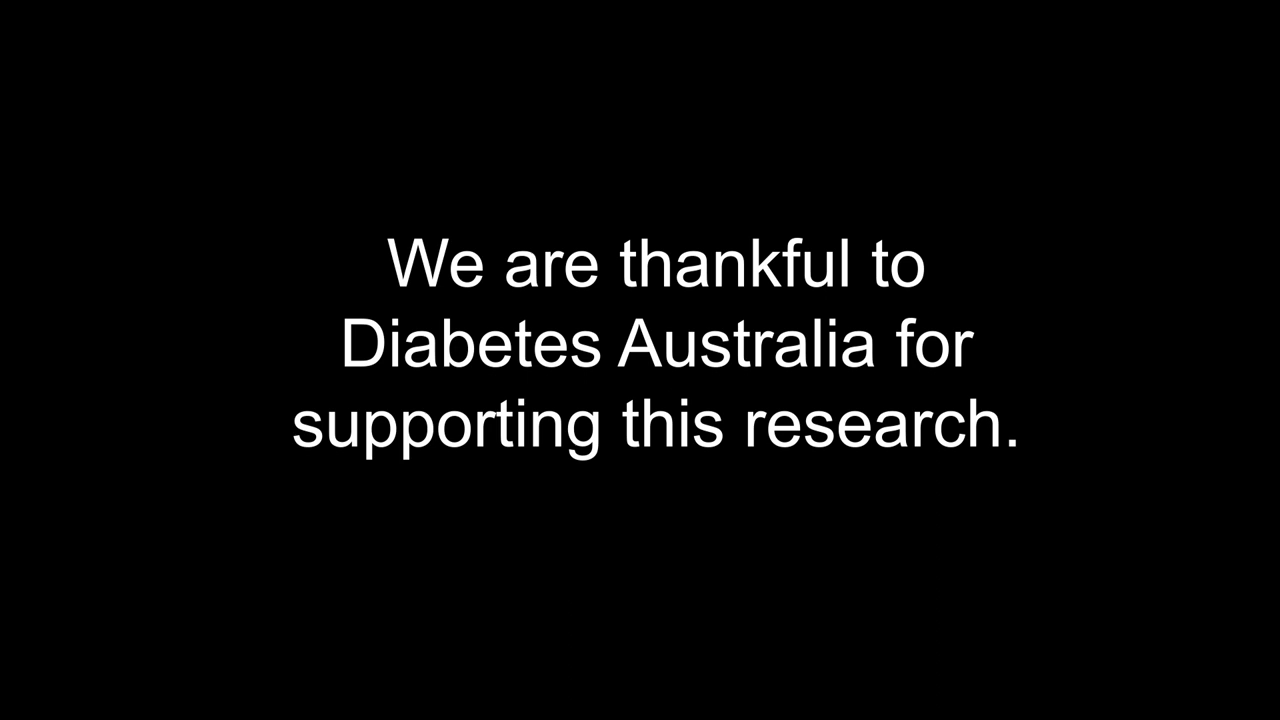 We are thankful to
Diabetes Australia for
supporting this research.